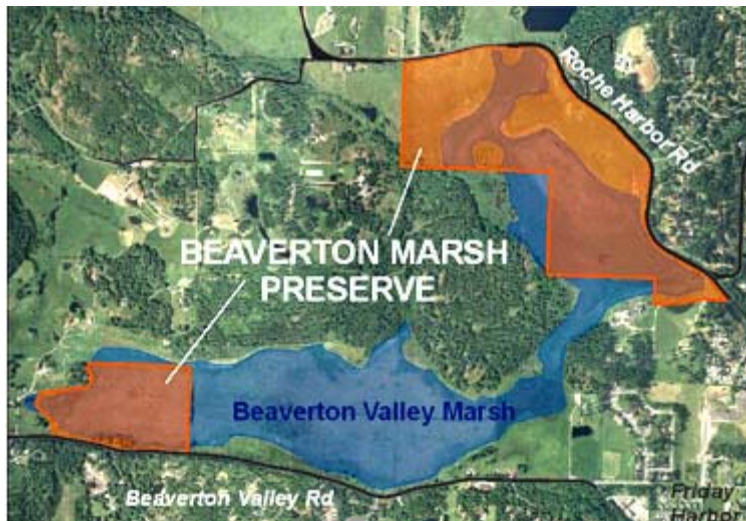 Roche Harbor Rd
BEAVERTON MARSH
PRESERVE
Beaverton Valley Marsh
Beaverton Valley Rd
Friday
Harbor